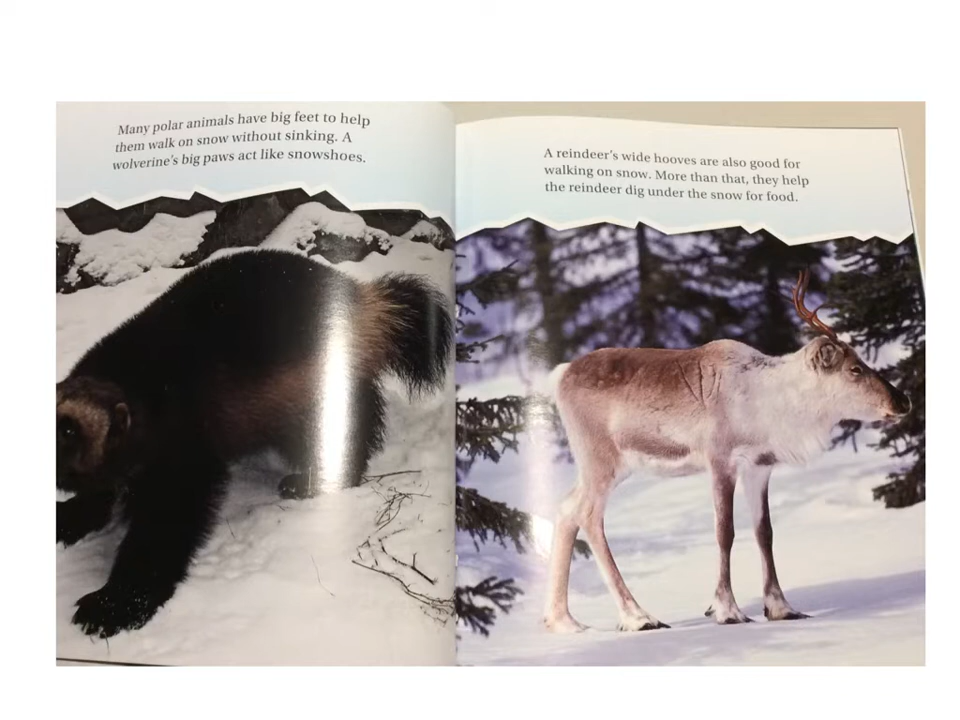 Many polar animals have big feet to help
them walk on snow without sinking. A
wolverine's big paws act like snowshoes.
A reindeer's wide hooves are also good for
walking on snow. More than that, they help
the reindeer dig under the snow for food.